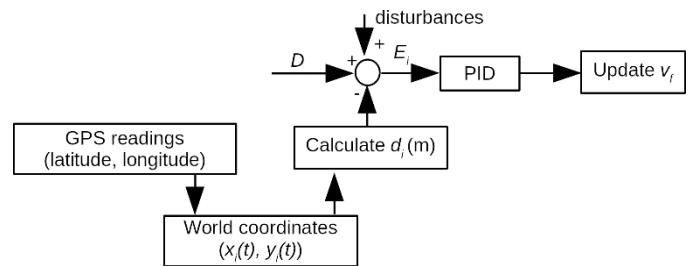 disturbances
+
D
+
E_i
-
PID
Update v_f
GPS readings
(latitude, longitude)
Calculate d_i (m)
World coordinates
(x_i(t), y_i(t))